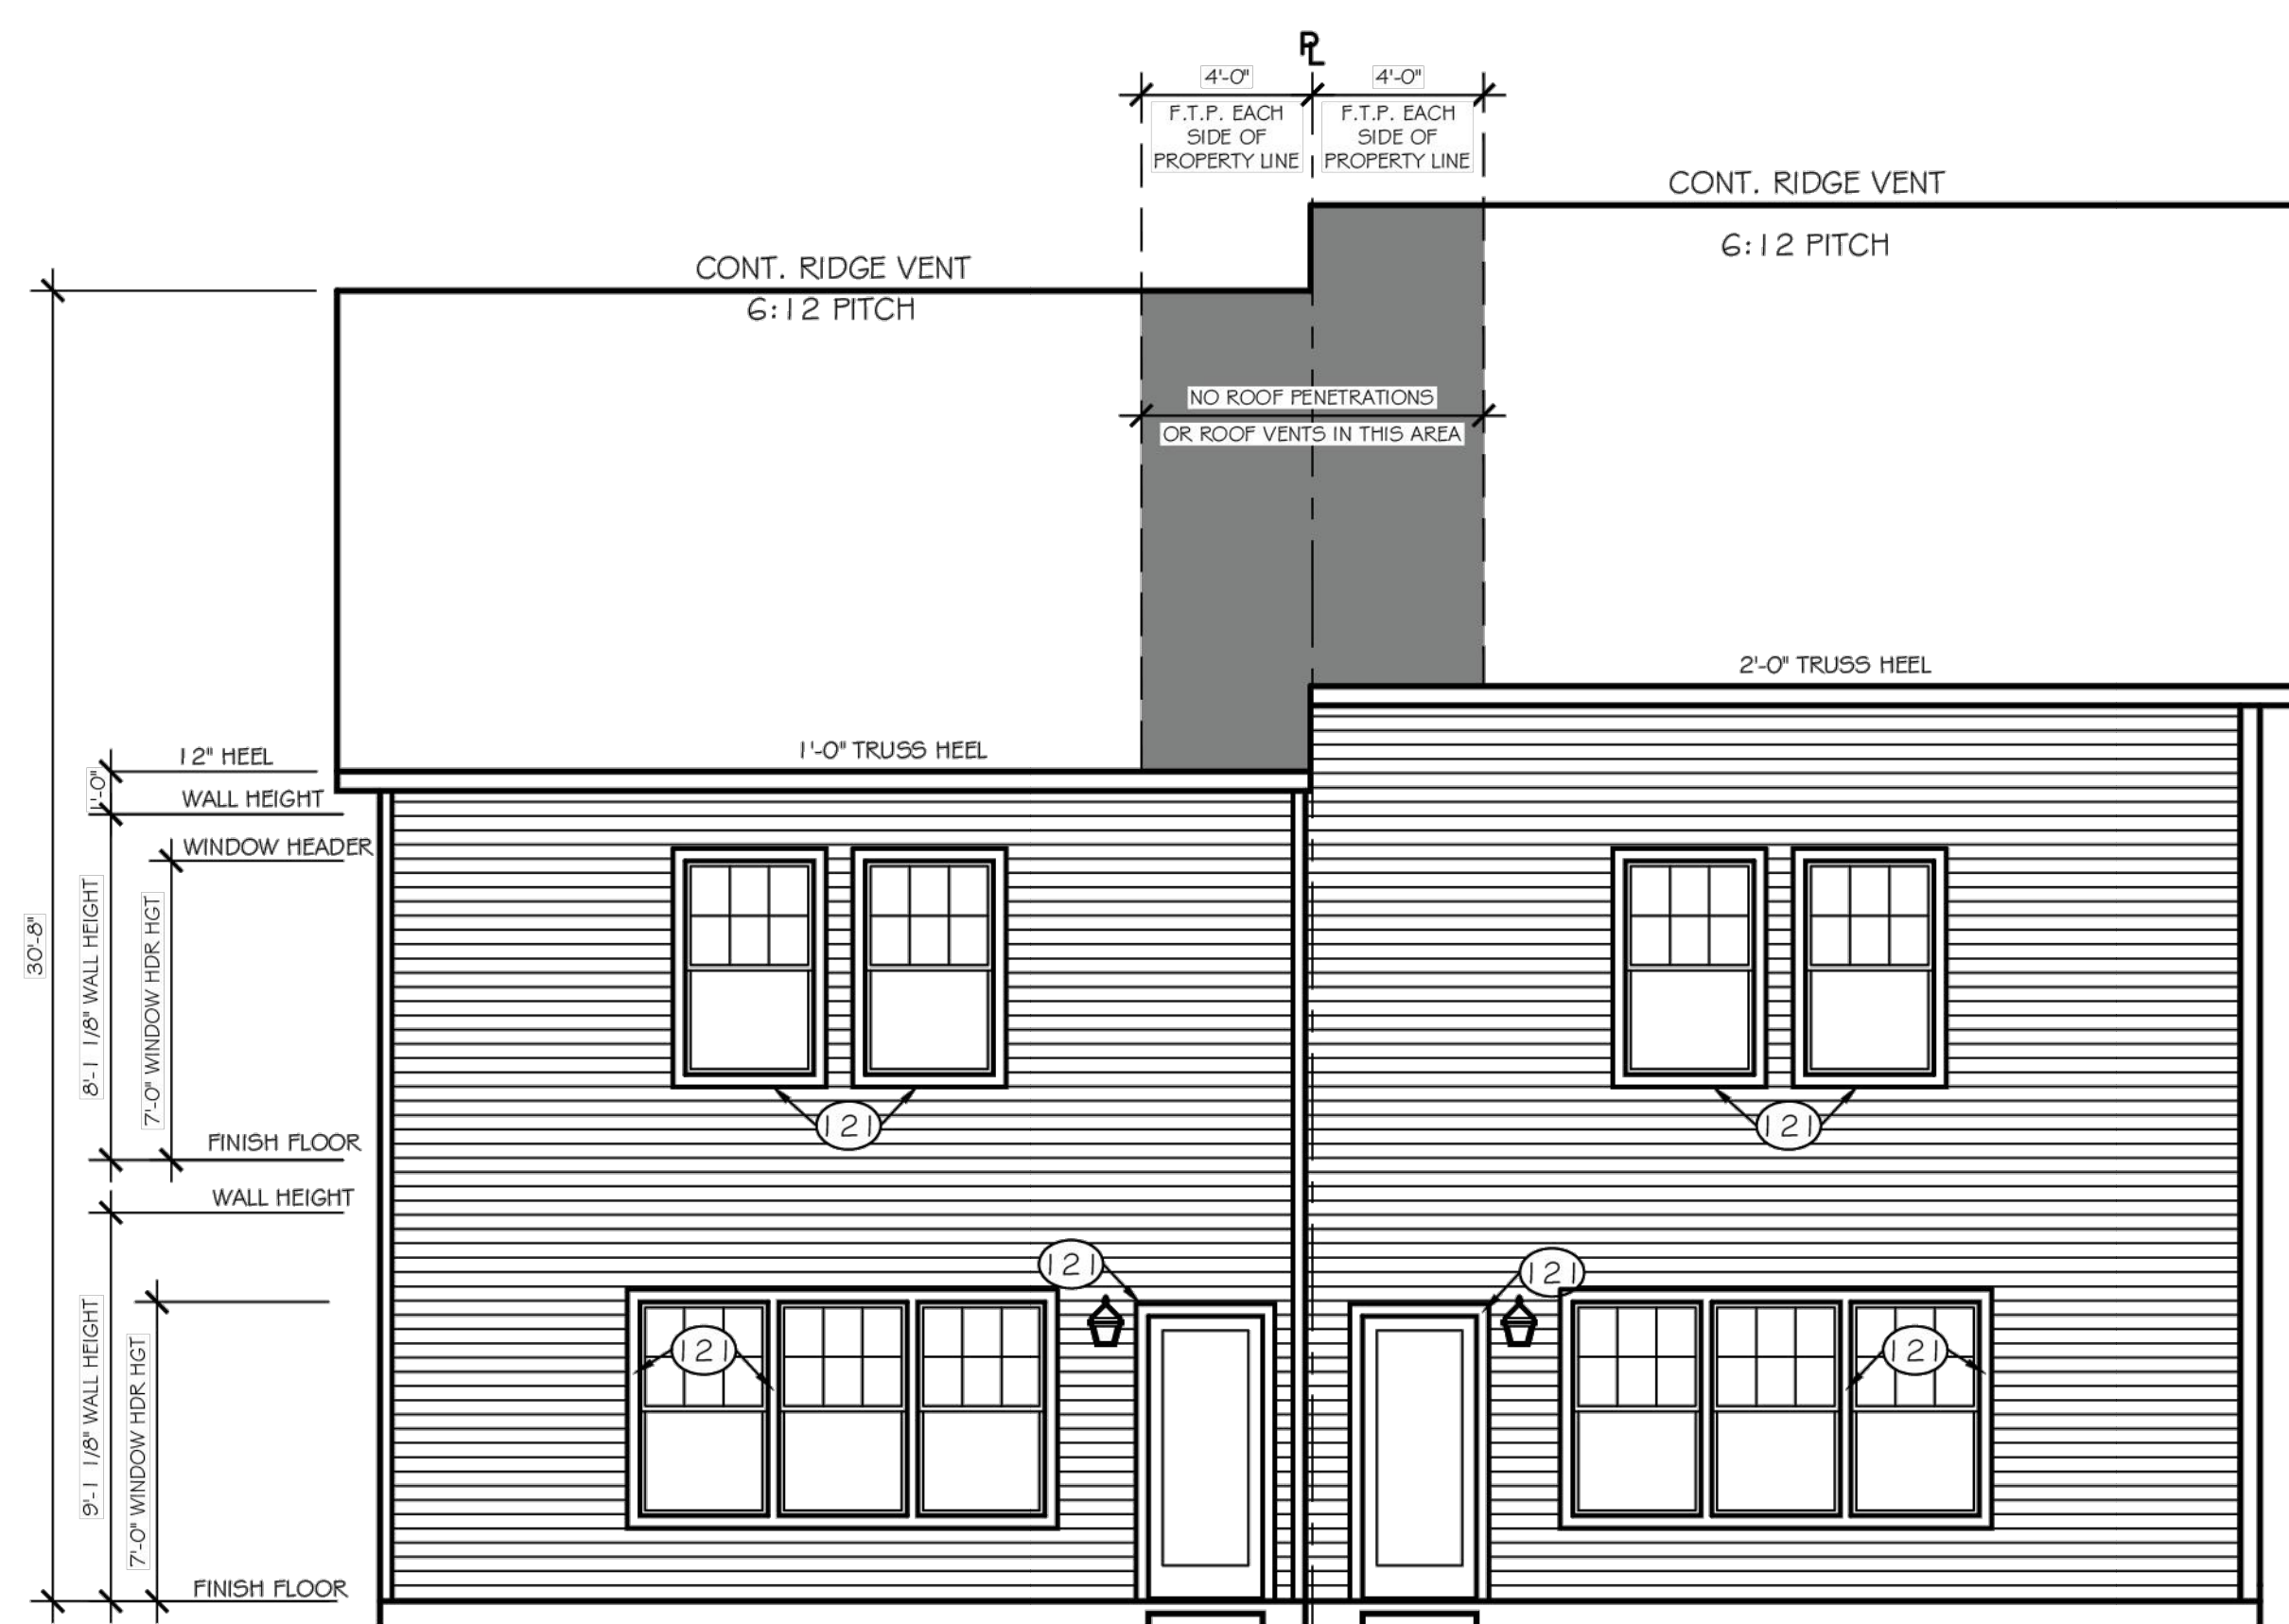 PL
4'-0"
4'-0"
F.T.P. EACH
SIDE OF
PROPERTY LINE
F.T.P. EACH
SIDE OF
PROPERTY LINE
CONT. RIDGE VENT
6:12 PITCH
CONT. RIDGE VENT
6:12 PITCH
NO ROOF PENETRATIONS
OR ROOF VENTS IN THIS AREA
2'-0" TRUSS HEEL
1'-0" TRUSS HEEL
12" HEEL
1'-0"
WALL HEIGHT
WINDOW HEADER
30'-8"
8'-1 1/8" WALL HEIGHT
7'-0" WINDOW HDR HGT
121
121
FINISH FLOOR
WALL HEIGHT
121
121
9'-1 1/8" WALL HEIGHT
7'-0" WINDOW HDR HGT
121
121
FINISH FLOOR